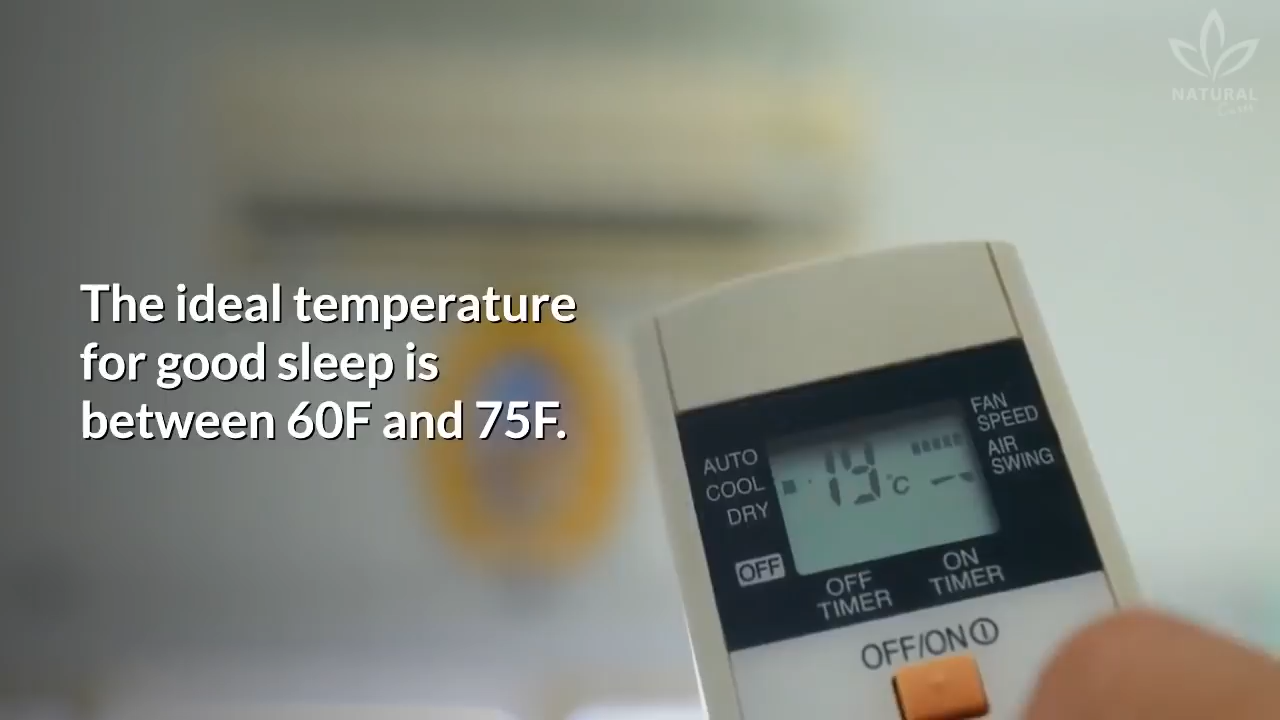 NATURAL
The ideal temperature
for good sleep is
between 60F and 75F.
FAN
SPEED
AIR
SWING
AUTO
COOL
DRY
19°C
OFF
OFF
TIMER
ON
TIMER
OFF/ON